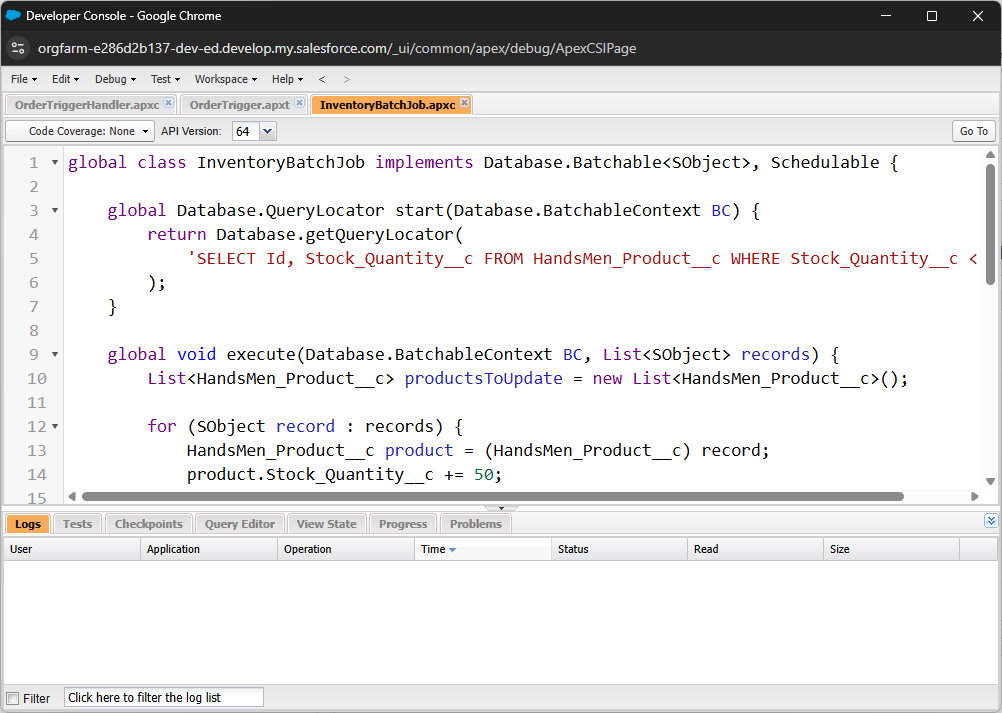 Developer Console - Google Chrome
orgfarm-e286d2b137-dev-ed.develop.my.salesforce.com/_ui/common/apex/debug/ApexCSIPage
File Edit Debug Test Workspace Help < >
OrderTriggerHandler.apxc OrderTrigger.apxt InventoryBatchJob.apxc
Code Coverage: None API Version: 64 Go To
1 global class InventoryBatchJob implements Database.Batchable<SObject>, Schedulable {
2
3 global Database.QueryLocator start(Database.BatchableContext BC) {
4 return Database.getQueryLocator(
5 'SELECT Id, Stock_Quantity__c FROM HandsMen_Product__c WHERE Stock_Quantity__c <
6 );
7 }
8
9 global void execute(Database.BatchableContext BC, List<SObject> records) {
10 List<HandsMen_Product__c> productsToUpdate = new List<HandsMen_Product__c>();
11
12 for (SObject record : records) {
13 HandsMen_Product__c product = (HandsMen_Product__c) record;
14 product.Stock_Quantity__c += 50;
15
Logs Tests Checkpoints Query Editor View State Progress Problems
User Application Operation Time Status Read Size
Filter Click here to filter the log list